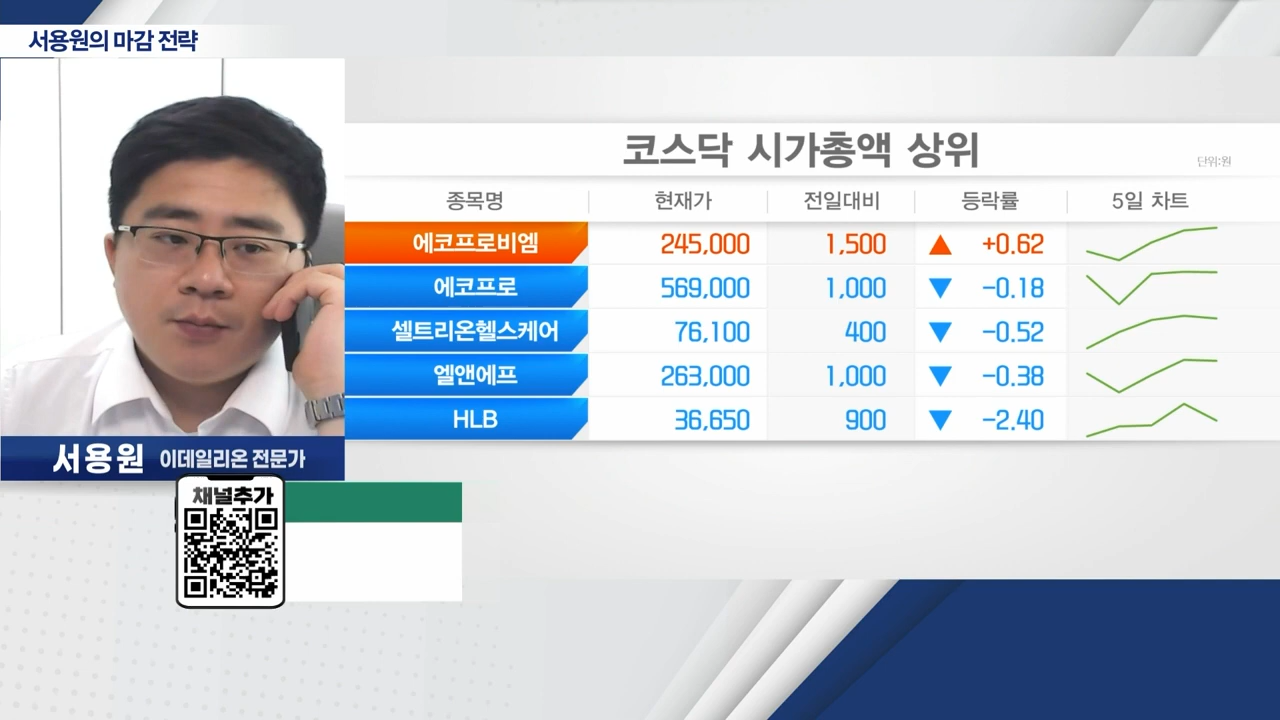 서용원의 마감 전략
코스닥 시가총액 상위
단위:원
종목명 현재가 전일대비 등락률 5일 차트
에코프로비엠 245,000 1,500 ▲ +0.62
에코프로 569,000 1,000 ▼ -0.18
셀트리온헬스케어 76,100 400 ▼ -0.52
엘앤에프 263,000 1,000 ▼ -0.38
HLB 36,650 900 ▼ -2.40
서용원 이데일리온 전문가
채널추가